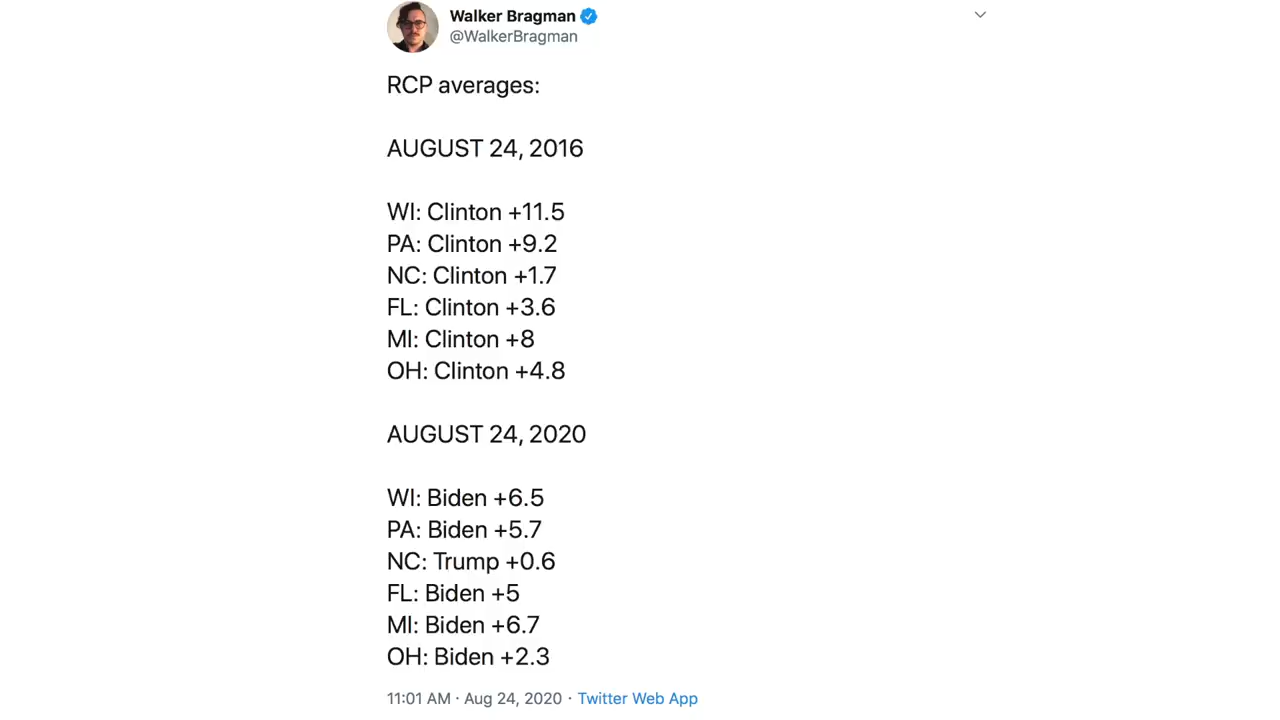 Walker Bragman
@WalkerBragman
RCP averages:
AUGUST 24, 2016
WI: Clinton +11.5
PA: Clinton +9.2
NC: Clinton +1.7
FL: Clinton +3.6
MI: Clinton +8
OH: Clinton +4.8
AUGUST 24, 2020
WI: Biden +6.5
PA: Biden +5.7
NC: Trump +0.6
FL: Biden +5
MI: Biden +6.7
OH: Biden +2.3
11:01 AM · Aug 24, 2020 · Twitter Web App